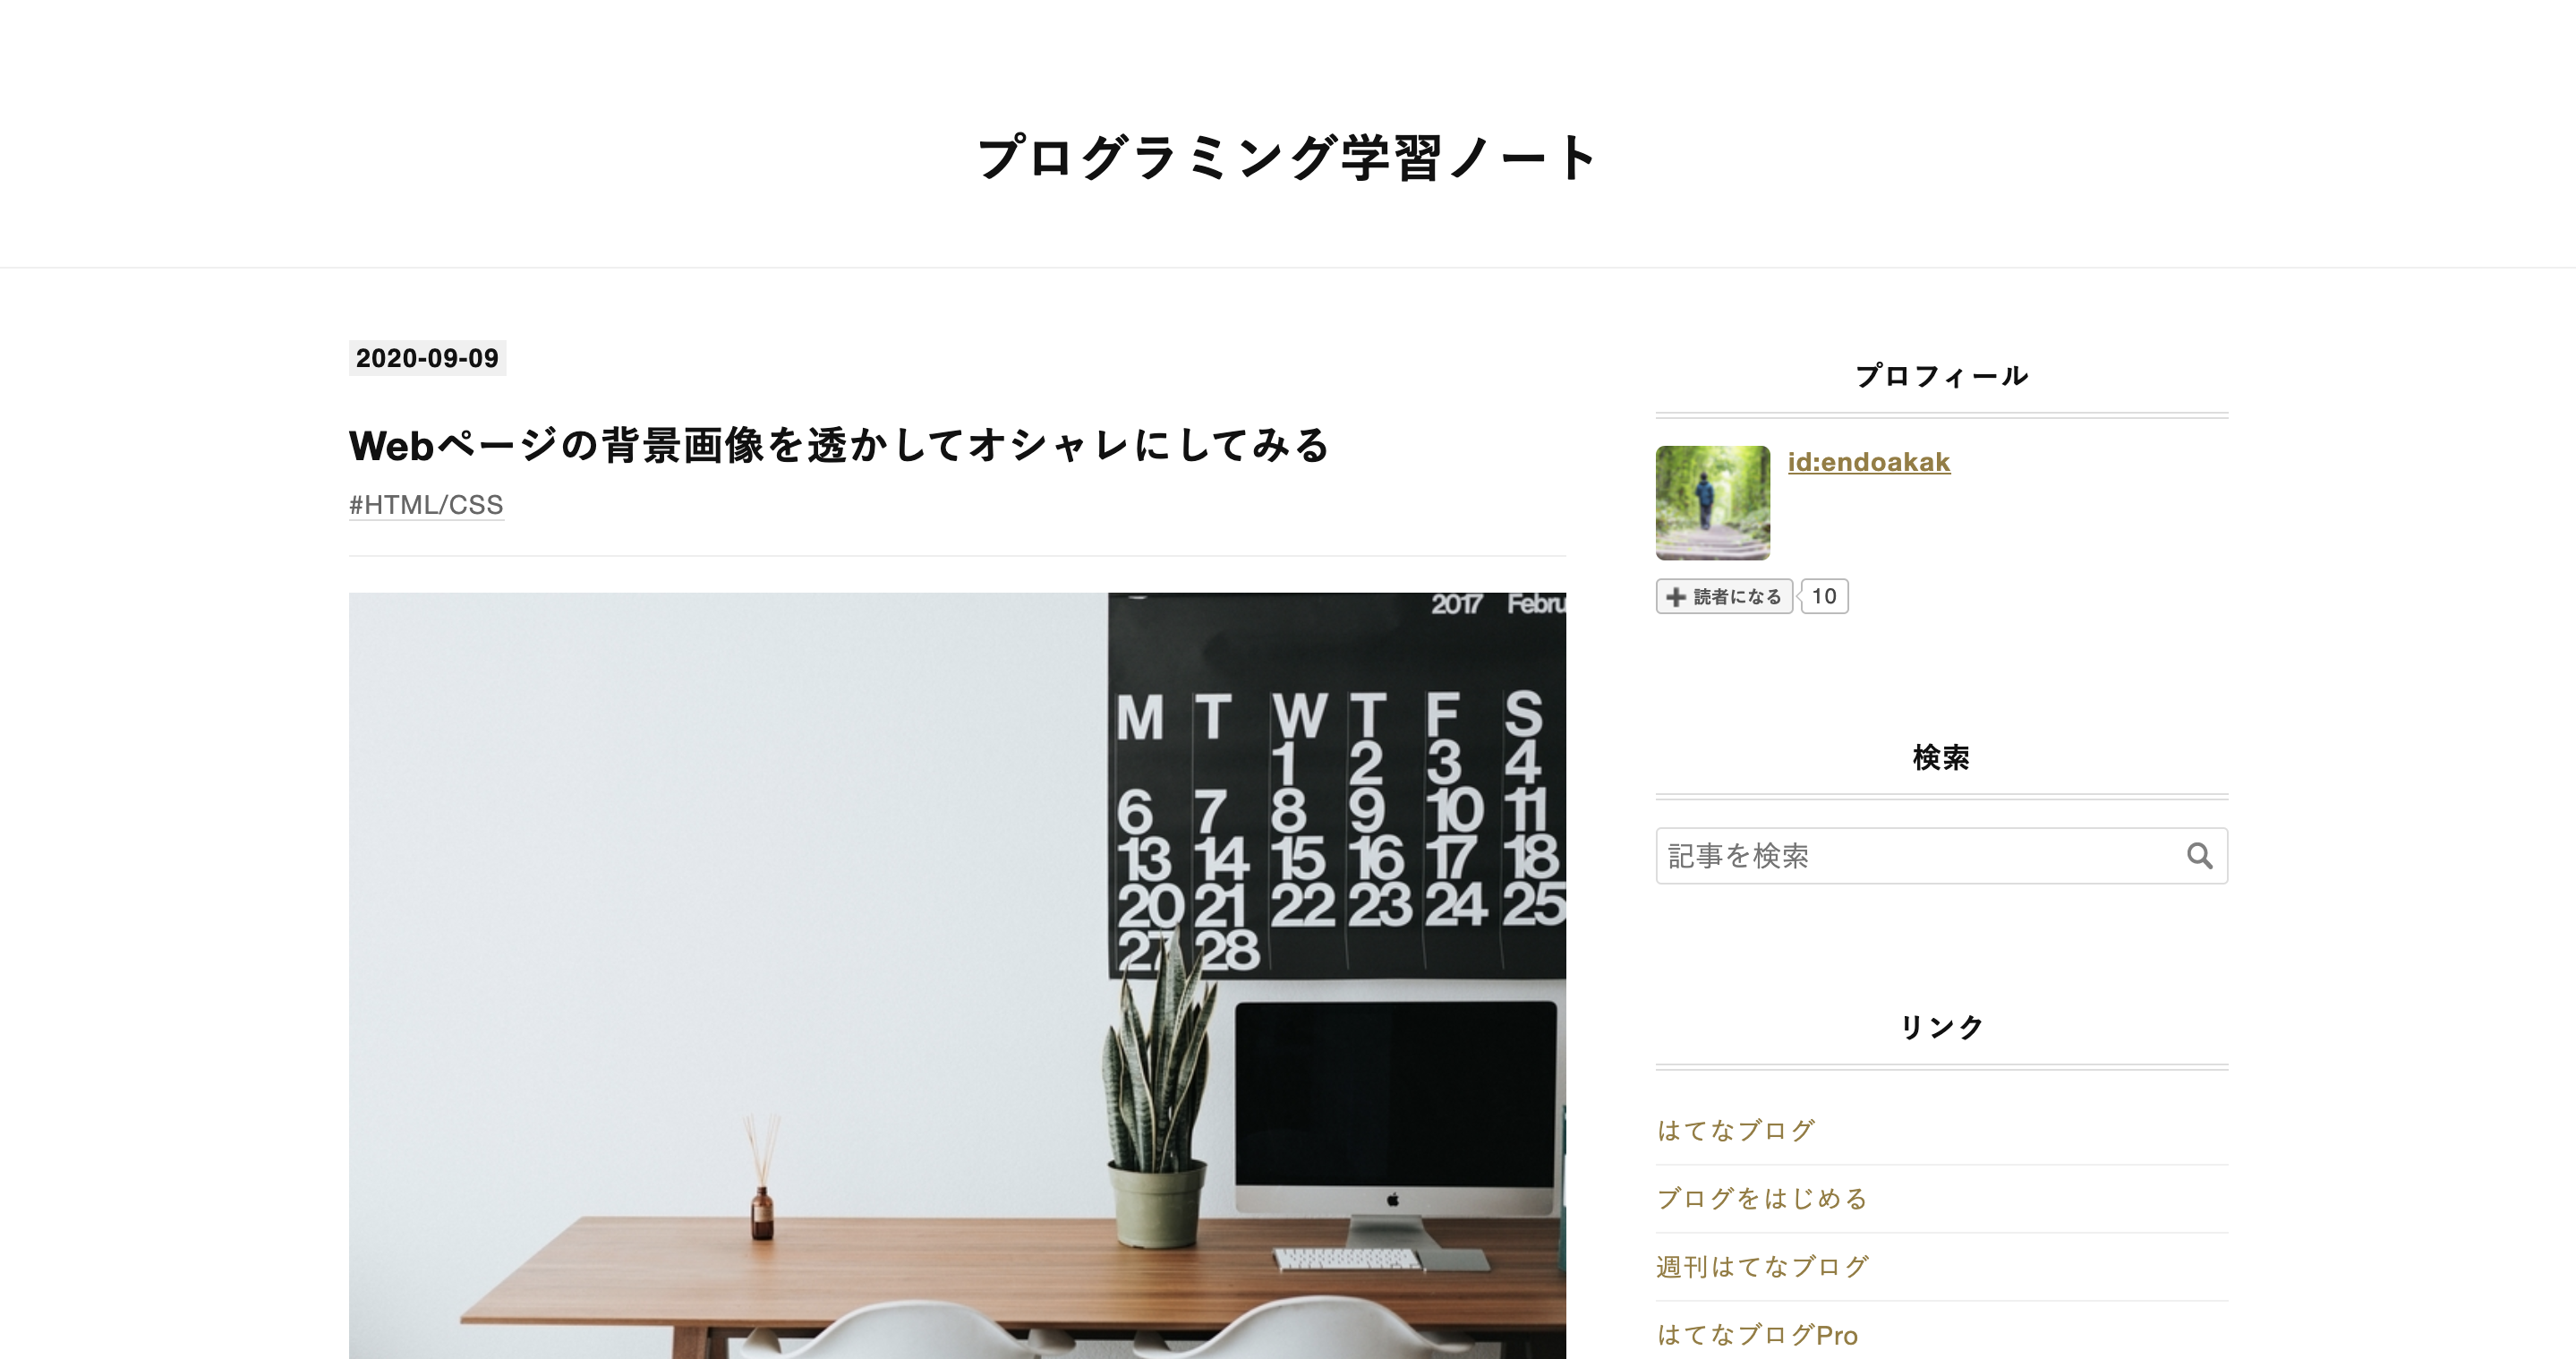 プログラミング学習ノート
2020-09-09
Webページの背景画像を透かしてオシャレにしてみる
#HTML/CSS
2017 Febru
M T W T F S
1 2 3 4
6 7 8 9 10 11
13 14 15 16 17 18
20 21 22 23 24 25
27 28
プロフィール
id:endoakak
読者になる 10
検索
記事を検索
リンク
はてなブログ
ブログをはじめる
週刊はてなブログ
はてなブログPro